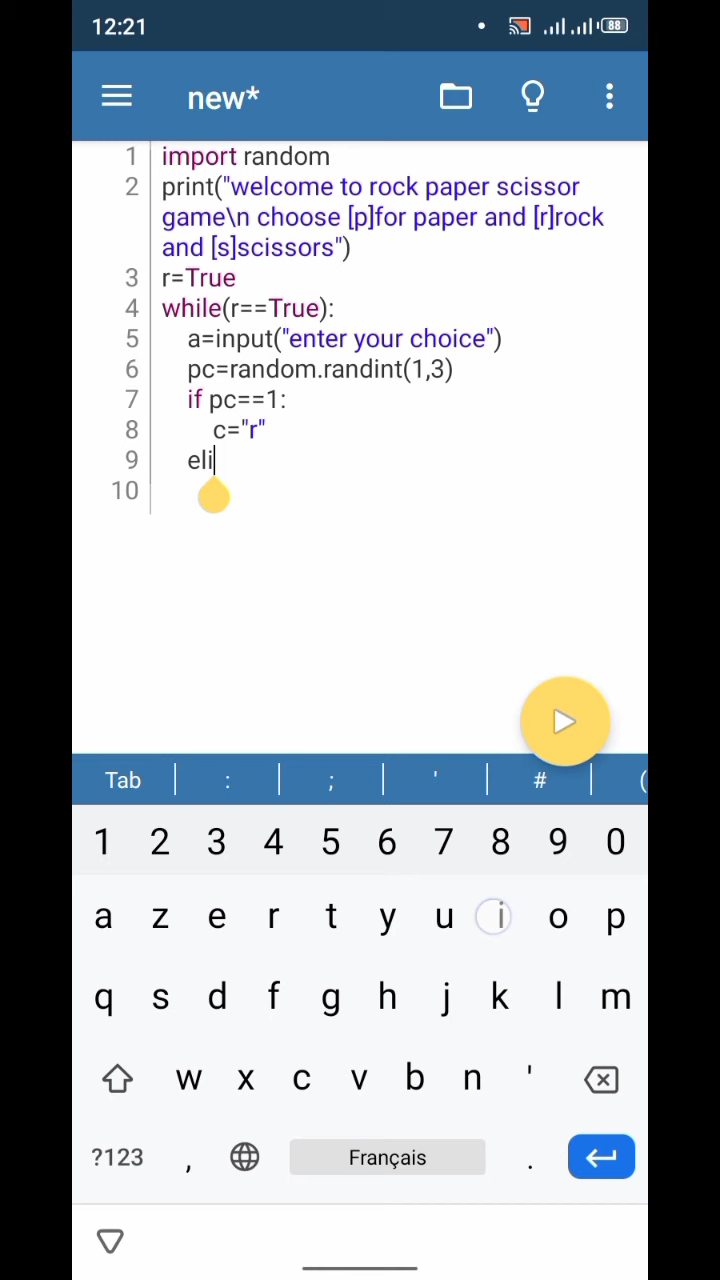 12:21
88
new*
1 import random
2 print("welcome to rock paper scissor
game\n choose [p]for paper and [r]rock
and [s]scissors")
3 r=True
4 while(r==True):
5 a=input("enter your choice")
6 pc=random.randint(1,3)
7 if pc==1:
8 c="r"
9 eli
10
Tab : ; ' # (
1 2 3 4 5 6 7 8 9 0
a z e r t y u i o p
q s d f g h j k l m
w x c v b n '
?123 , Français .